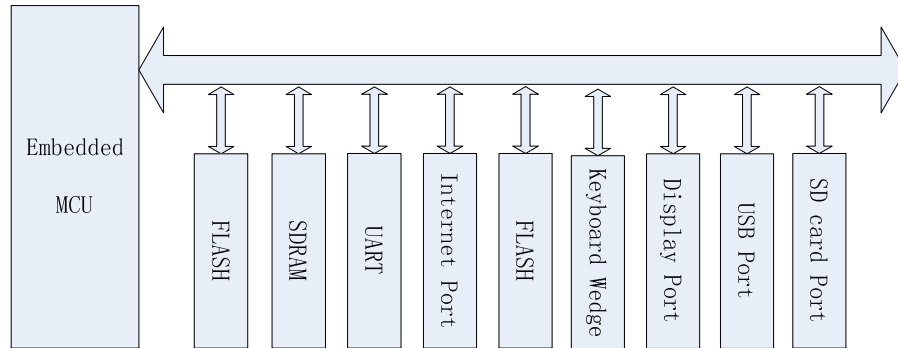 Embedded
MCU
FLASH
SDRAM
UART
Internet Port
FLASH
Keyboard Wedge
Display Port
USB Port
SD card Port